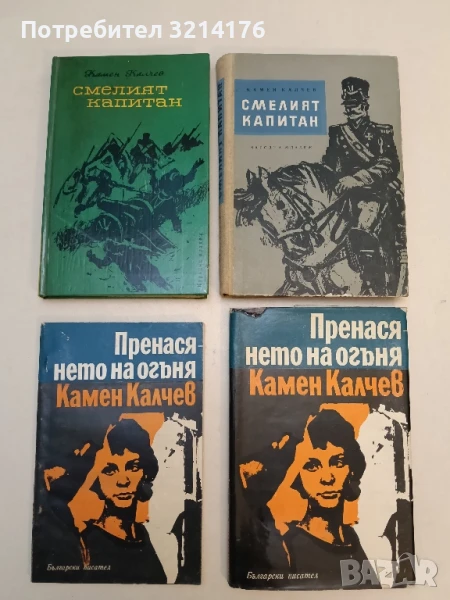 Потребител 3214176
Камен Калчев
СМЕЛИЯТ
КАПИТАН
КАМЕН КАЛЧЕВ
СМЕЛИЯТ
КАПИТАН
Пренася-
нето на огъня
Камен Калчев
Български писател
Пренася-
нето на огъня
Камен Калчев
Български писател
BAZAR